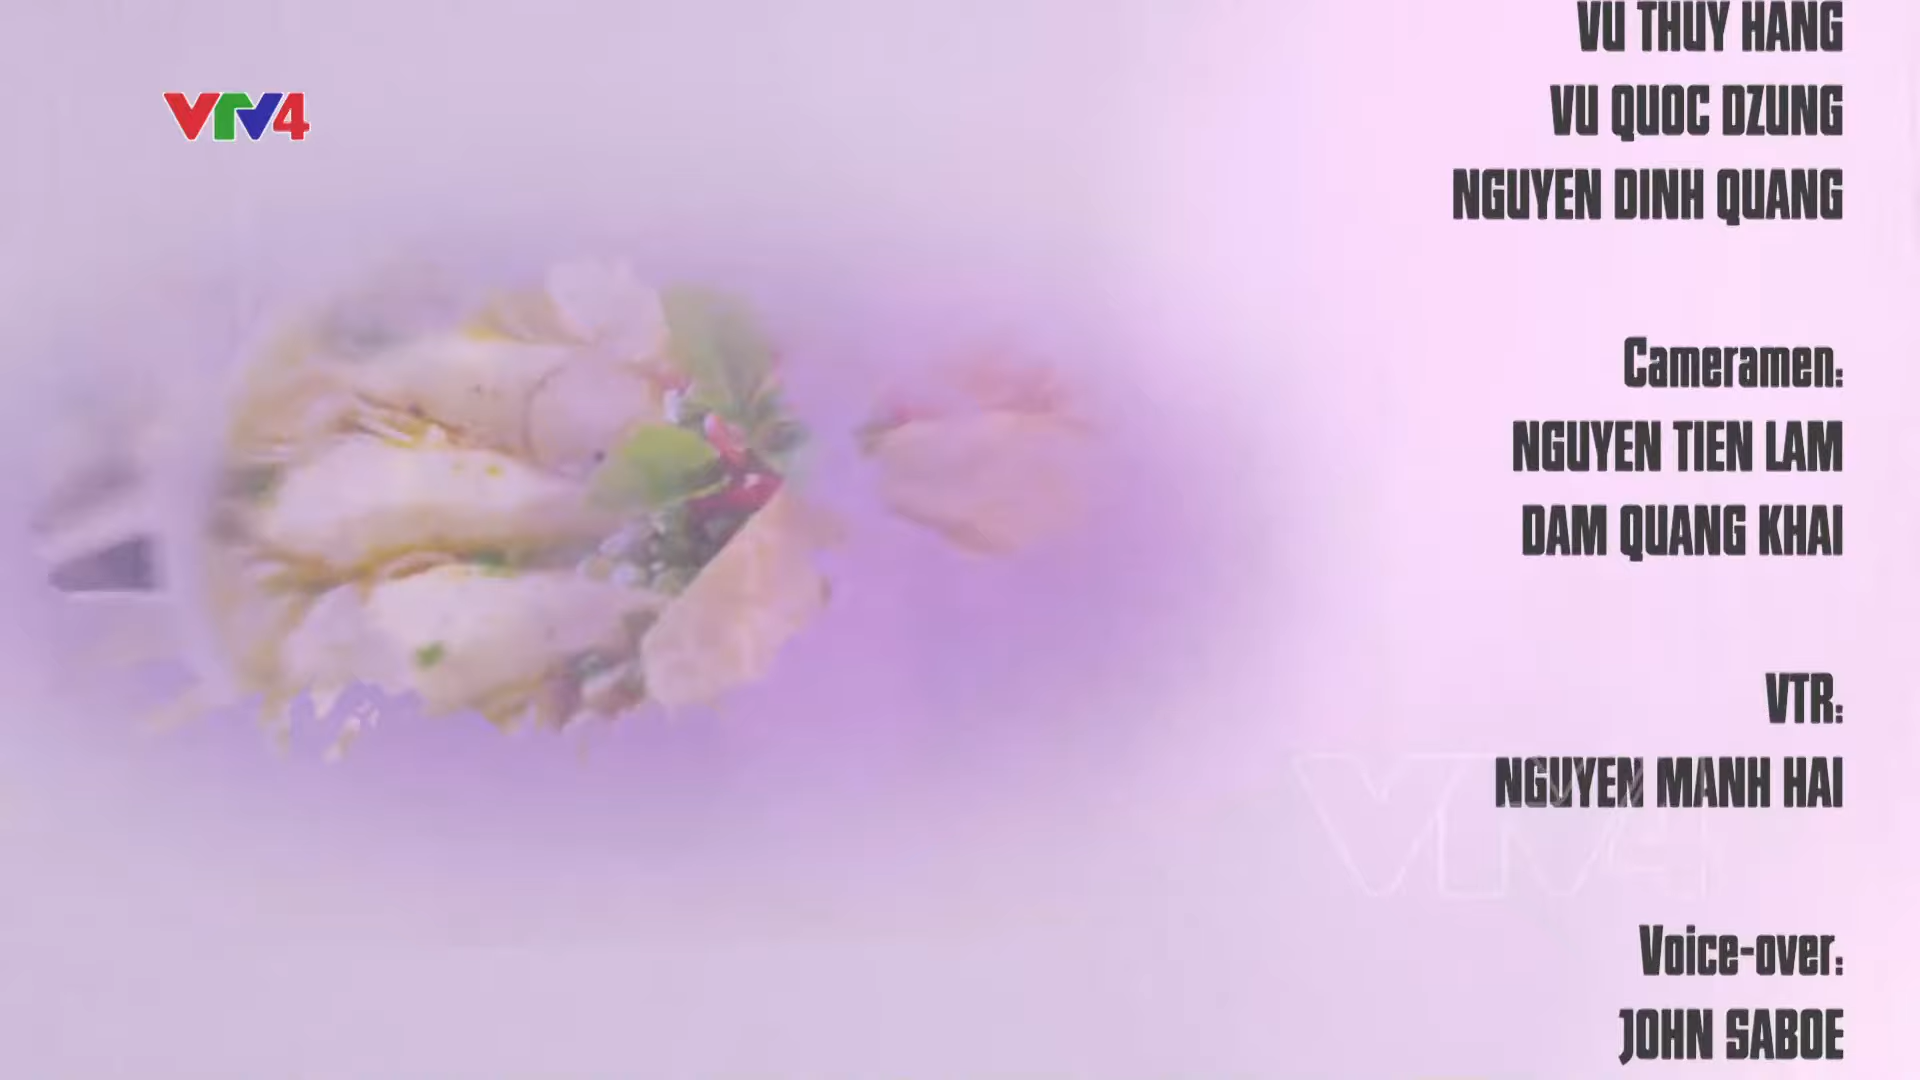 VTV4
VU THUY HANG
VU QUOC DZUNG
NGUYEN DINH QUANG
Cameramen:
NGUYEN TIEN LAM
DAM QUANG KHAI
VTR:
NGUYEN MANH HAI
VTV4
Voice-over:
JOHN SABOE